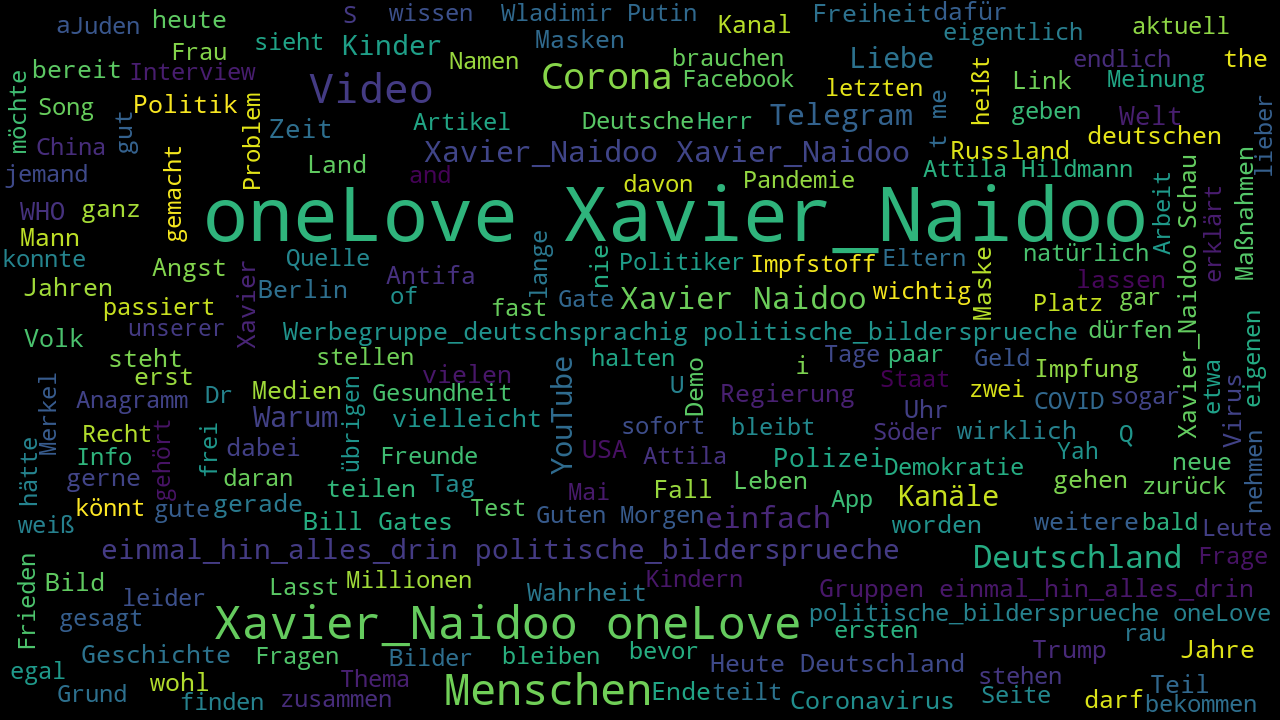 aJuden heute S wissen Wladimir Putin Kanal Freiheit dafür eigentlich aktuell
Frau sieht Kinder Masken Namen brauchen Liebe endlich the
bereit Interview Video Corona Facebook letzten heißt Link Meinung
möchte Song Politik Problem Zeit Artikel Deutsche Herr Telegram t me geben Welt deutschen lieber
China gut gemacht Land Xavier_Naidoo Xavier_Naidoo Russland
jemand and davon Pandemie Attila Hildmann Arbeit Xavier_Naidoo Schau erklärt Maßnahmen
WHO ganz oneLove Xavier_Naidoo
Mann
konnte Angst Quelle Antifa lange nie Politiker Impfstoff Eltern Maske natürlich
Jahren Xavier Berlin of fast Gate Xavier Naidoo wichtig Platz gar lassen
passiert
Volk unserer Werbegruppe_deutschsprachig politische_bildersprueche dürfen
steht stellen halten i Tage paar Geld Impfung eigenen
erst vielen YouTube U Demo Staat
Merkel Anagramm Dr Medien Gesundheit Regierung zwei COVID sogar etwa Virus
Warum vielleicht Uhr
Recht frei übrigen sofort bleibt Söder wirklich Q
hätte Info gehört dabei Freunde USA Attila Polizei Demokratie Yah neue nehmen
gerne daran teilen Tag Mai Fall Leben App Kanäle gehen zurück
könnt gute gerade Test
weiß Bill Gates Guten Morgen einfach worden weitere bald Leute
einmal_hin_alles_drin politische_bildersprueche Deutschland Frage
Frieden Bild Lasst Millionen Kindern
leider Wahrheit Gruppen einmal_hin_alles_drin
gesagt Xavier_Naidoo oneLove politische_bildersprueche oneLove
ersten rau
Geschichte Fragen Bilder bleiben bevor Heute Deutschland Trump Jahre
egal wohl Thema stehen
Grund finden zusammen Menschen Ende teilt Coronavirus Seite darf Teil
bekommen